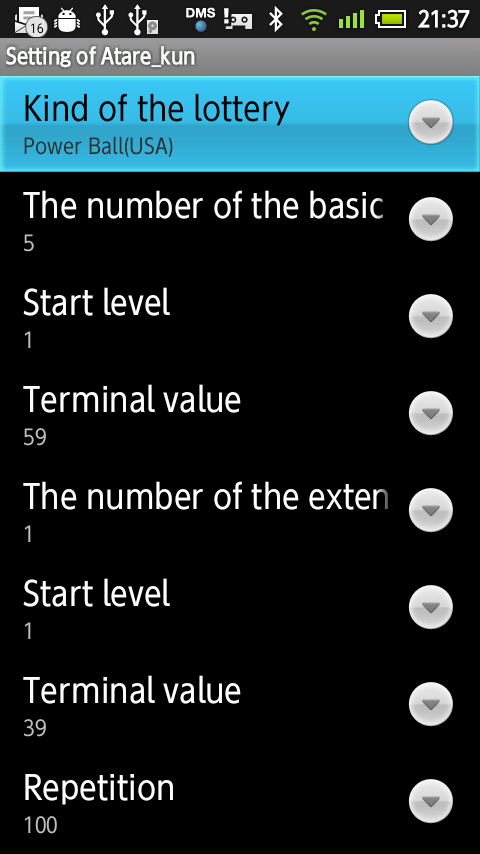 16
DMS
21:37
Setting of Atare_kun
Kind of the lottery
Power Ball(USA)
The number of the basic
5
Start level
1
Terminal value
59
The number of the exten
1
Start level
1
Terminal value
39
Repetition
100